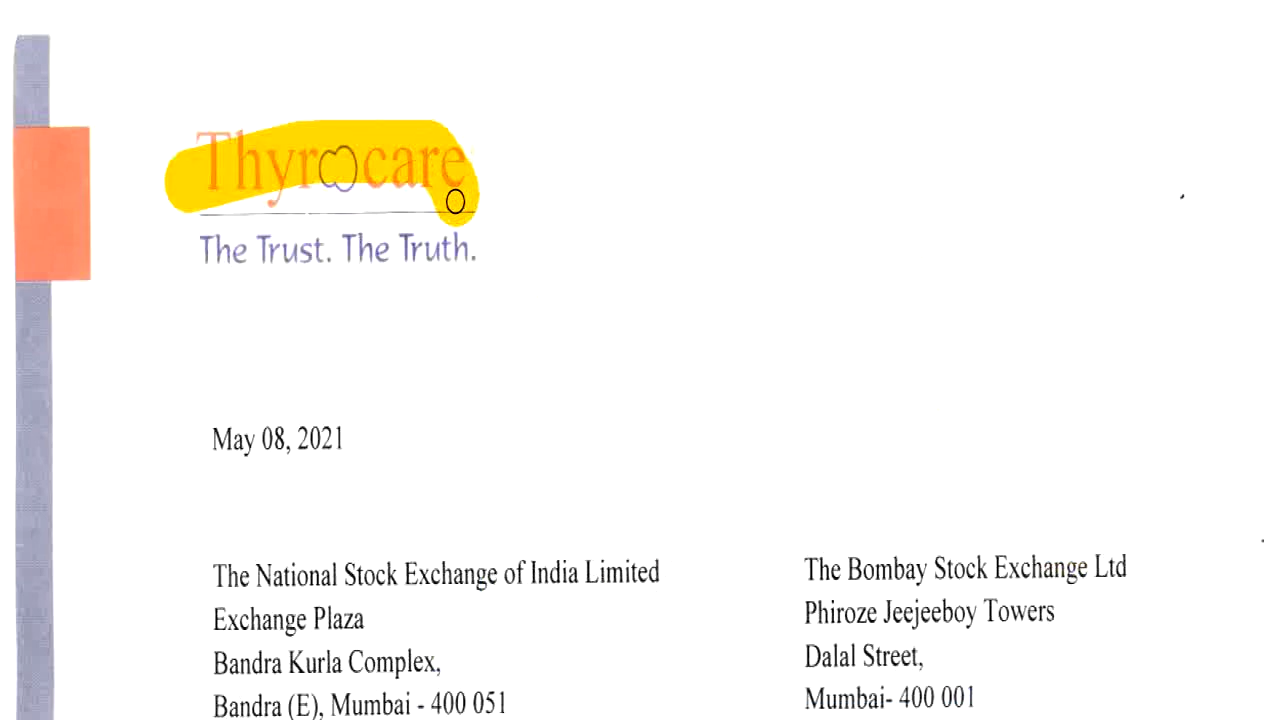 Thyrocare
The Trust. The Truth.
May 08, 2021
The National Stock Exchange of India Limited
Exchange Plaza
Bandra Kurla Complex,
Bandra (E), Mumbai - 400 051
The Bombay Stock Exchange Ltd
Phiroze Jeejeeboy Towers
Dalal Street,
Mumbai- 400 001